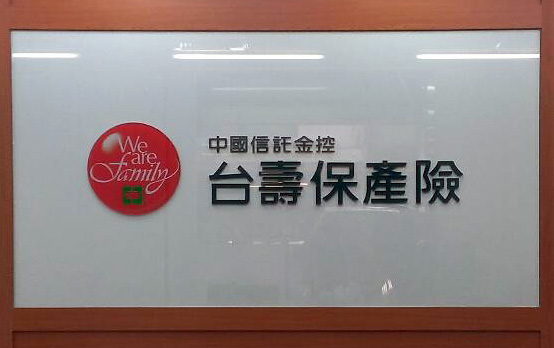 We
are
Family
中國信託金控
台壽保產險